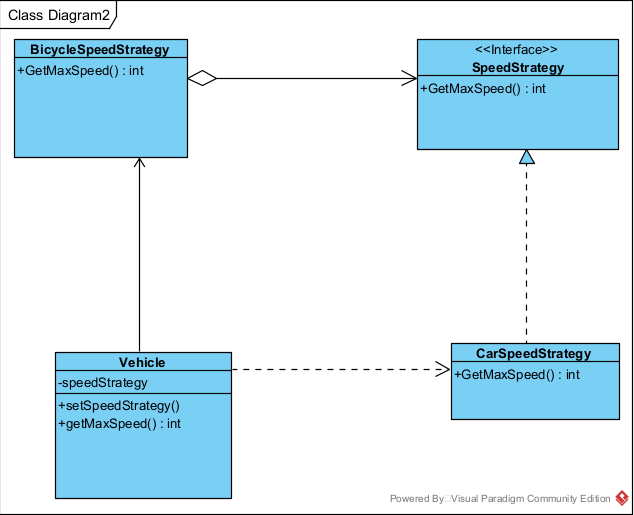 Class Diagram2
BicycleSpeedStrategy
+GetMaxSpeed() : int
<<Interface>>
SpeedStrategy
+GetMaxSpeed() : int
Vehicle
-speedStrategy
+setSpeedStrategy()
+getMaxSpeed() : int
CarSpeedStrategy
+GetMaxSpeed() : int
Powered By Visual Paradigm Community Edition